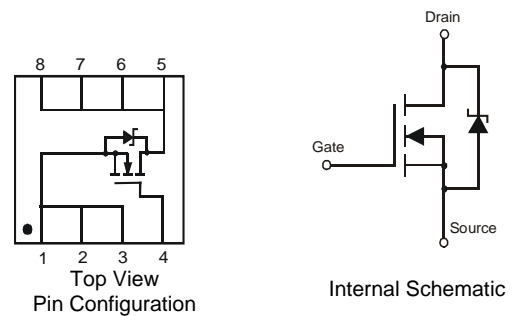 Drain
8 7 6 5
Gate
Source
1 2 3 4
Top View
Pin Configuration
Internal Schematic